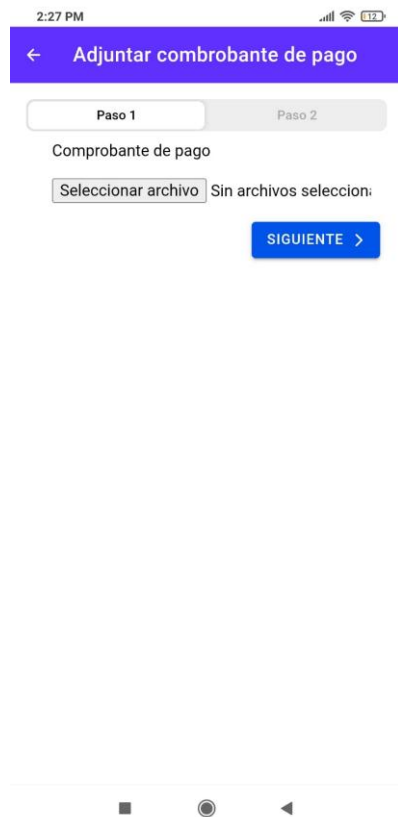 2:27 PM
12
Adjuntar combrobante de pago
Paso 1
Paso 2
Comprobante de pago
Seleccionar archivo Sin archivos selecciona
SIGUIENTE